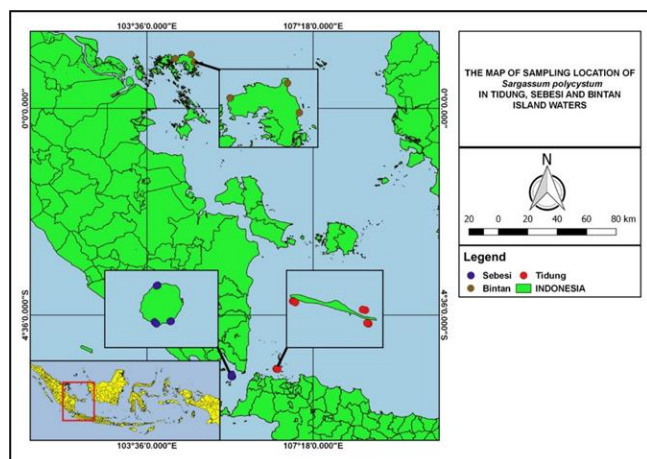 103°36'0.000"E 107°18'0.000"E
0°0'0.000" 0°0'0.000"
4°36'0.000"S 4°36'0.000"S
103°36'0.000"E 107°18'0.000"E
THE MAP OF SAMPLING LOCATION OF
Sargassum polycystum
IN TIDUNG, SEBESI AND BINTAN
ISLAND WATERS
N
20 0 20 40 60 80 km
Legend
Sebesi Tidung
Bintan INDONESIA